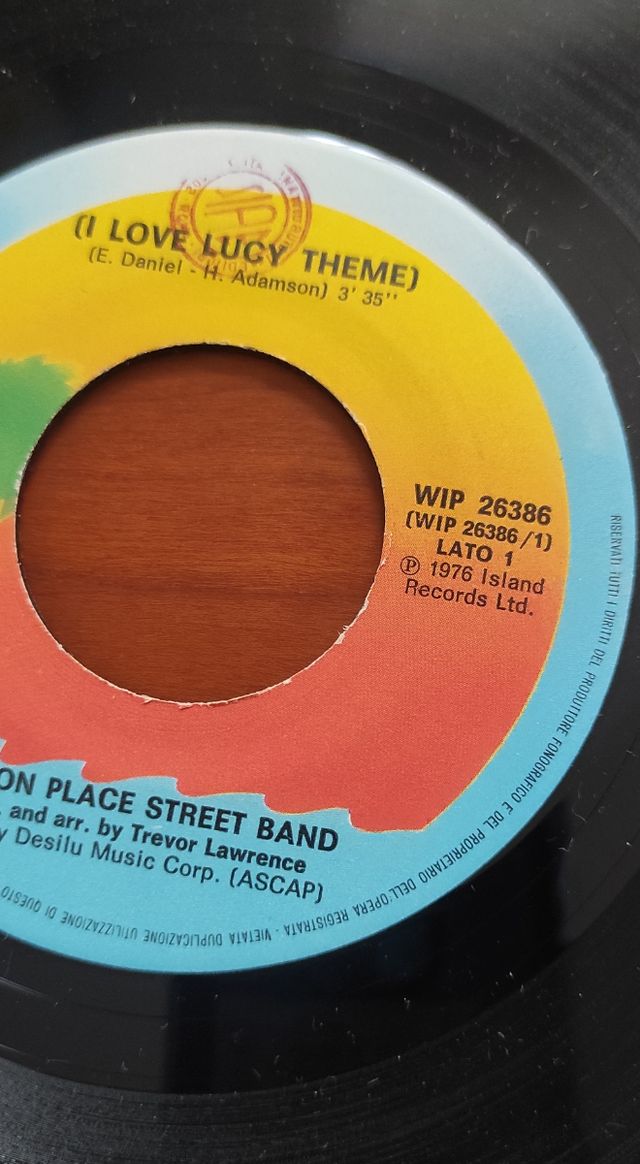 (I LOVE LUCY THEME)
(E. Daniel - H. Adamson) 3' 35''
WIP 26386
(WIP 26386/1)
LATO 1
Ⓟ 1976 Island
Records Ltd.
ON PLACE STREET BAND
. and arr. by Trevor Lawrence
y Desilu Music Corp. (ASCAP)
RISERVATI TUTTI I DIRITTI DEL PRODUTTORE FONOGRAFICO E DEL PROPRIETARIO DELL'OPERA REGISTRATA · VIETATA DUPLICAZIONE UTILIZZAZIONE DI QUESTO